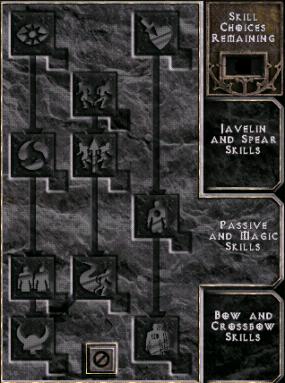 Skill
Choices
Remaining
Javelin
and Spear
Skills
Passive
and Magic
Skills
Bow and
Crossbow
Skills